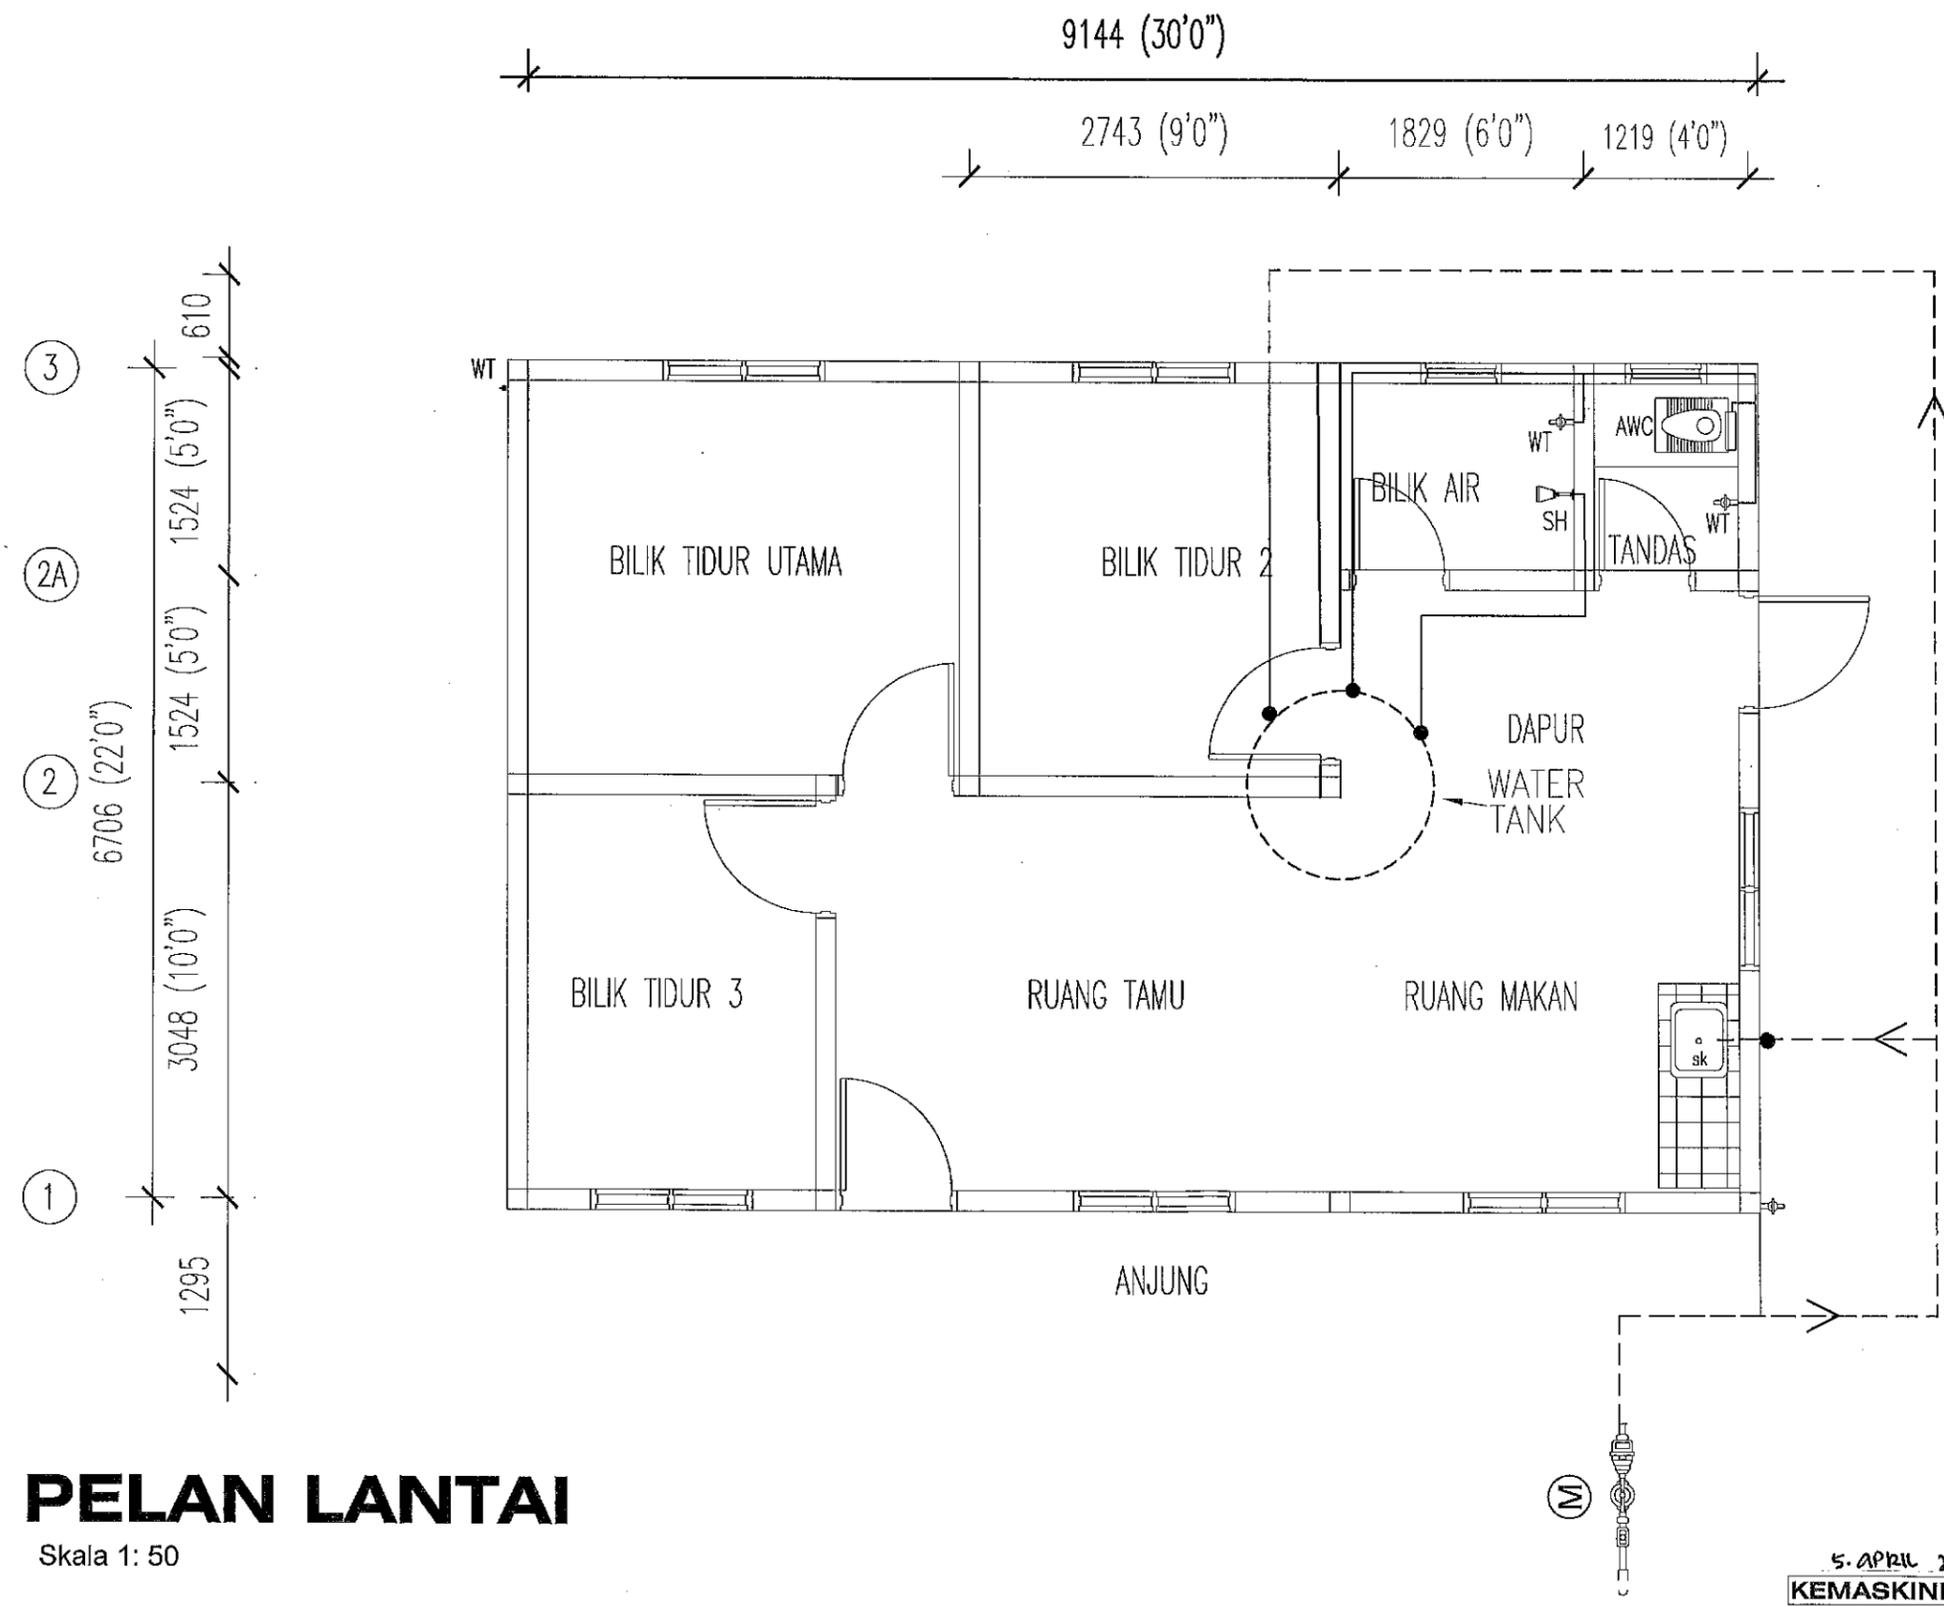 9144 (30'0")
2743 (9'0")
1829 (6'0")
1219 (4'0")
610
3
WT
1524 (5'0")
AWC
WT
BILIK AIR
SH
WT
2A
BILIK TIDUR UTAMA
BILIK TIDUR 2
TANDAS
1524 (5'0")
6706 (22'0")
2
DAPUR
WATER
TANK
3048 (10'0")
BILIK TIDUR 3
RUANG TAMU
RUANG MAKAN
sk
1
1295
ANJUNG
M
PELAN LANTAI
Skala 1: 50
5. APRIL
KEMASKINI